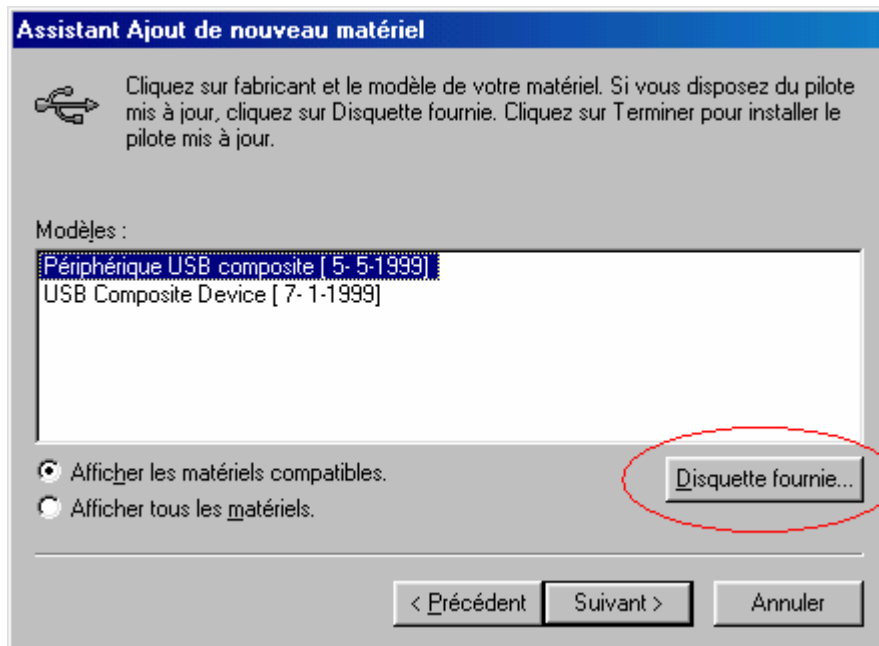 Assistant Ajout de nouveau matériel
Cliquez sur fabricant et le modèle de votre matériel. Si vous disposez du pilote
mis à jour, cliquez sur Disquette fournie. Cliquez sur Terminer pour installer le
pilote mis à jour.
Modèles :
Périphérique USB composite [ 5- 5-1999]
USB Composite Device [ 7- 1-1999]
Afficher les matériels compatibles.
Disquette fournie...
Afficher tous les matériels.
< Précédent
Suivant >
Annuler